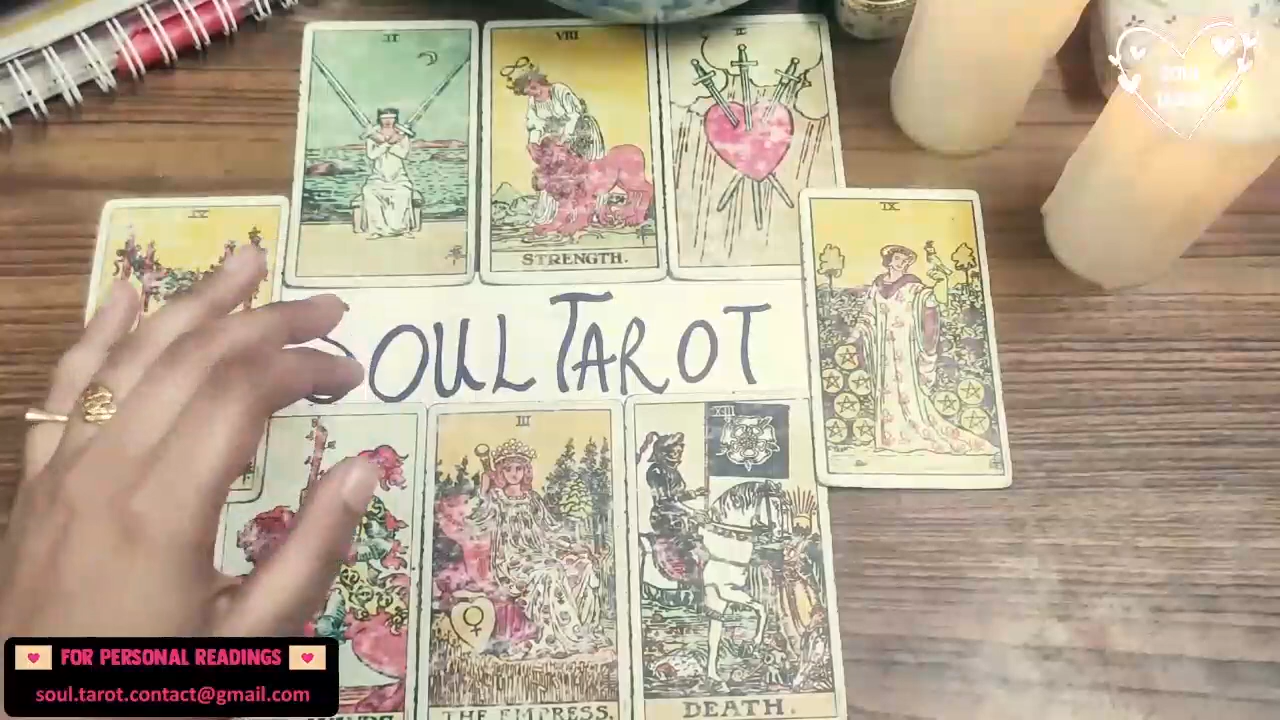 II
VIII
STRENGTH.
IX
SOUL TAROT
III
XIII
THE EMPRESS.
DEATH.
FOR PERSONAL READINGS
soul.tarot.contact@gmail.com